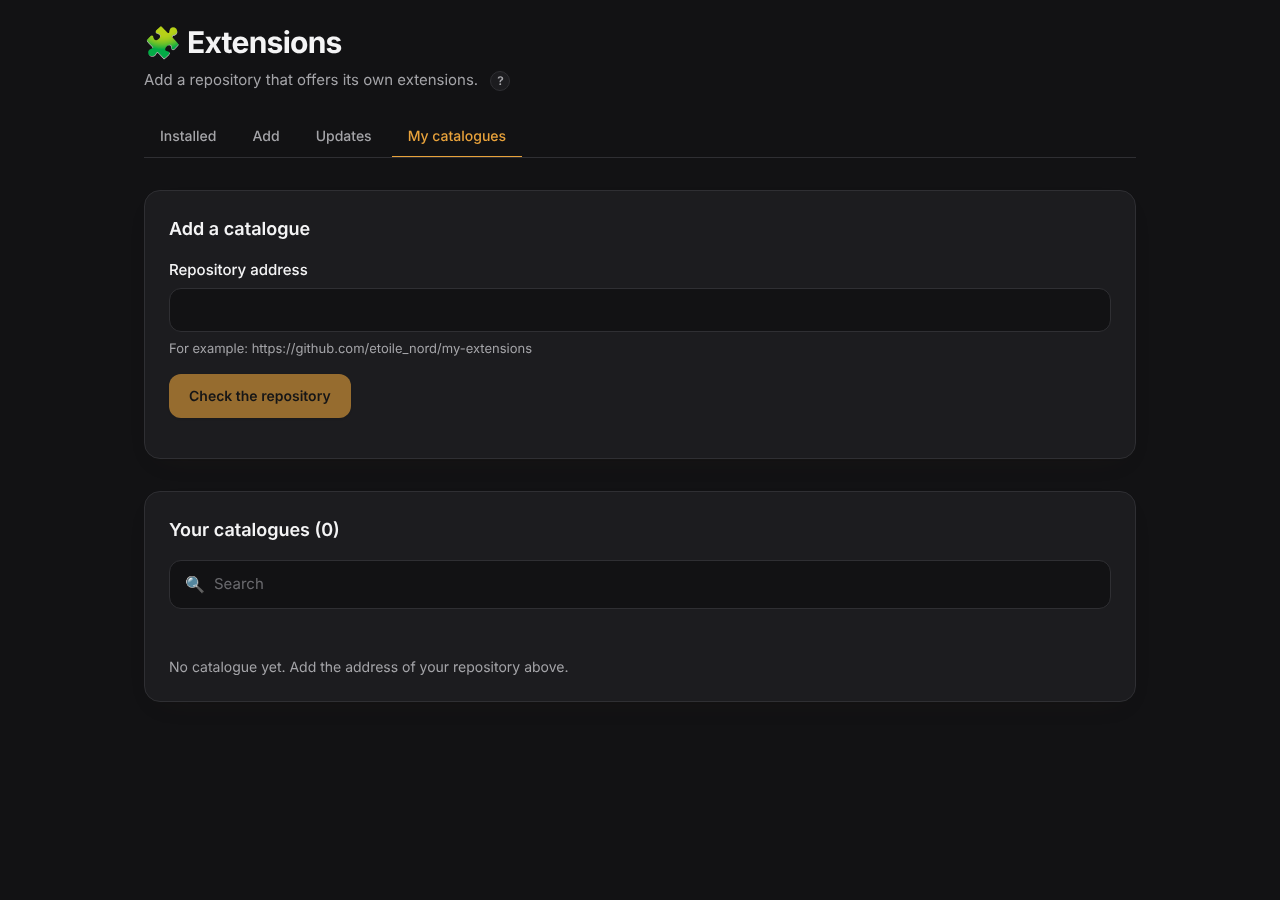 Extensions
Add a repository that offers its own extensions. ?
Installed Add Updates My catalogues
Add a catalogue
Repository address
For example: https://github.com/etoile_nord/my-extensions
Check the repository
Your catalogues (0)
Search
No catalogue yet. Add the address of your repository above.